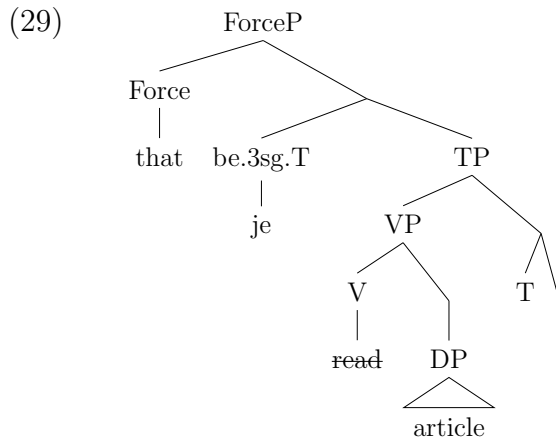 (29) ForceP
Force
that be.3sg.T TP
je VP
V T
read DP
article